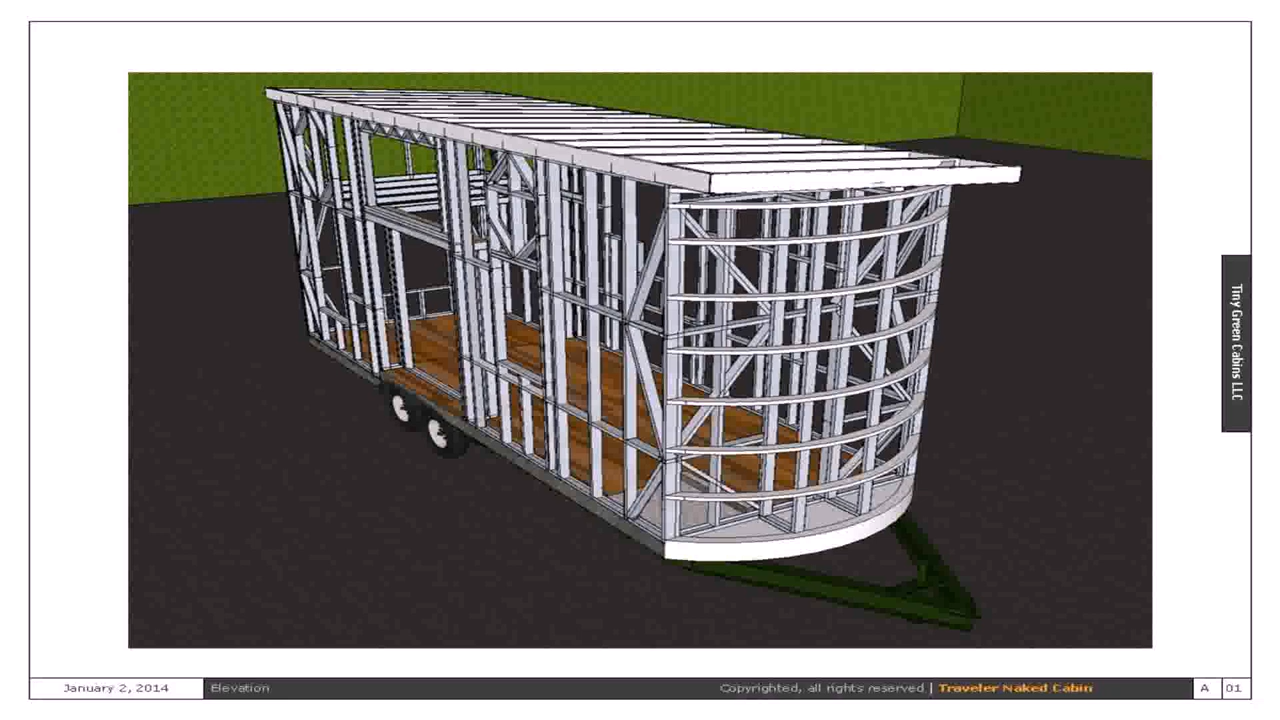 Tiny Green Cabins LLC
January 2, 2014
Elevation
Copyrighted, all rights reserved | Traveler Naked Cabin
A 01